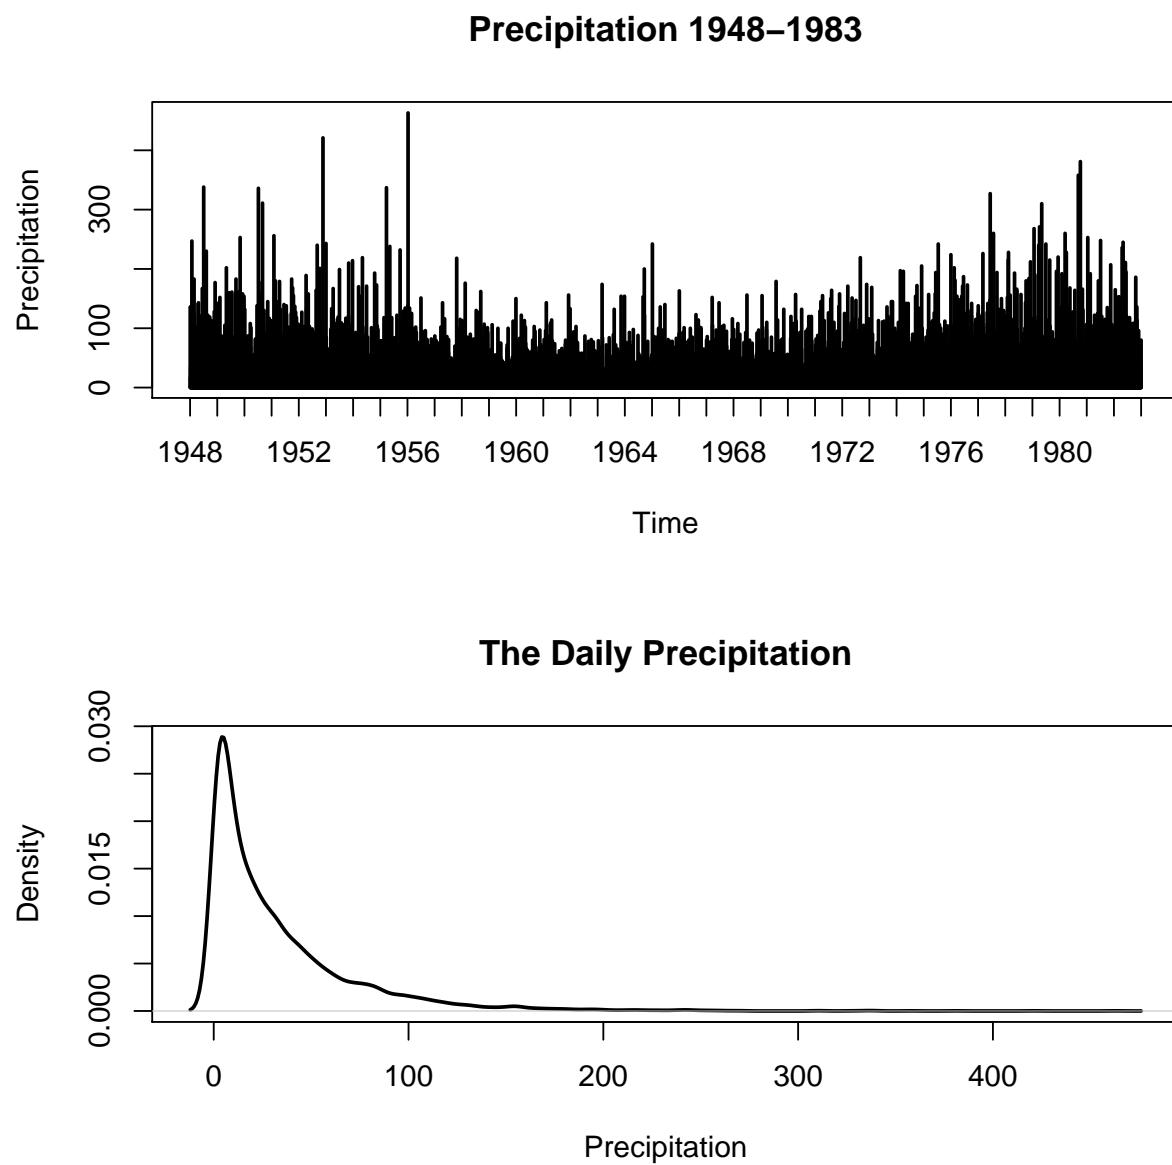 Precipitation 1948–1983
Precipitation
300
100
0
1948 1952 1956 1960 1964 1968 1972 1976 1980
Time
The Daily Precipitation
Density
0.030
0.015
0.000
0 100 200 300 400
Precipitation